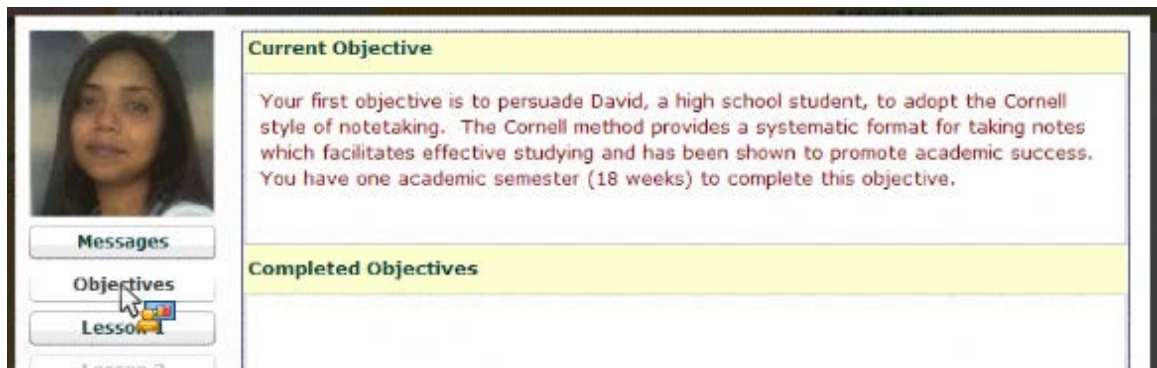 Current Objective
Your first objective is to persuade David, a high school student, to adopt the Cornell
style of notetaking. The Cornell method provides a systematic format for taking notes
which facilitates effective studying and has been shown to promote academic success.
You have one academic semester (18 weeks) to complete this objective.
Messages
Completed Objectives
Objectives
Lesson 1